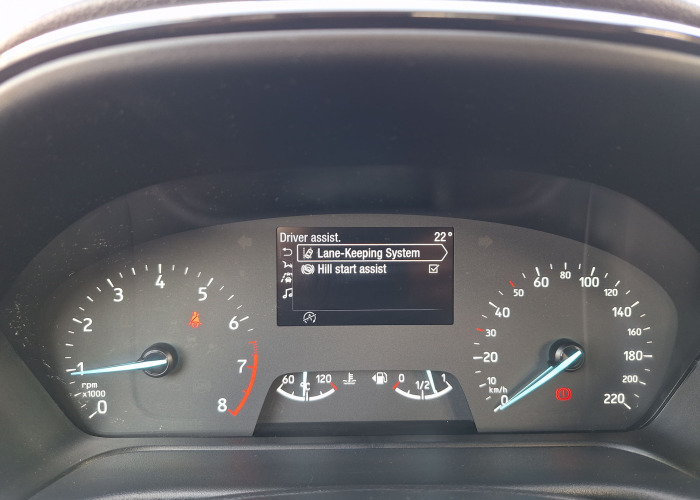 Driver assist. 22°
Lane-Keeping System
Hill start assist
0 1 2 3 4 5 6 7 8
rpm
x1000
60 °C 120
0 1/2 1
0 10 20 30 40 50 60 80 100 120 140 160 180 200 220
km/h